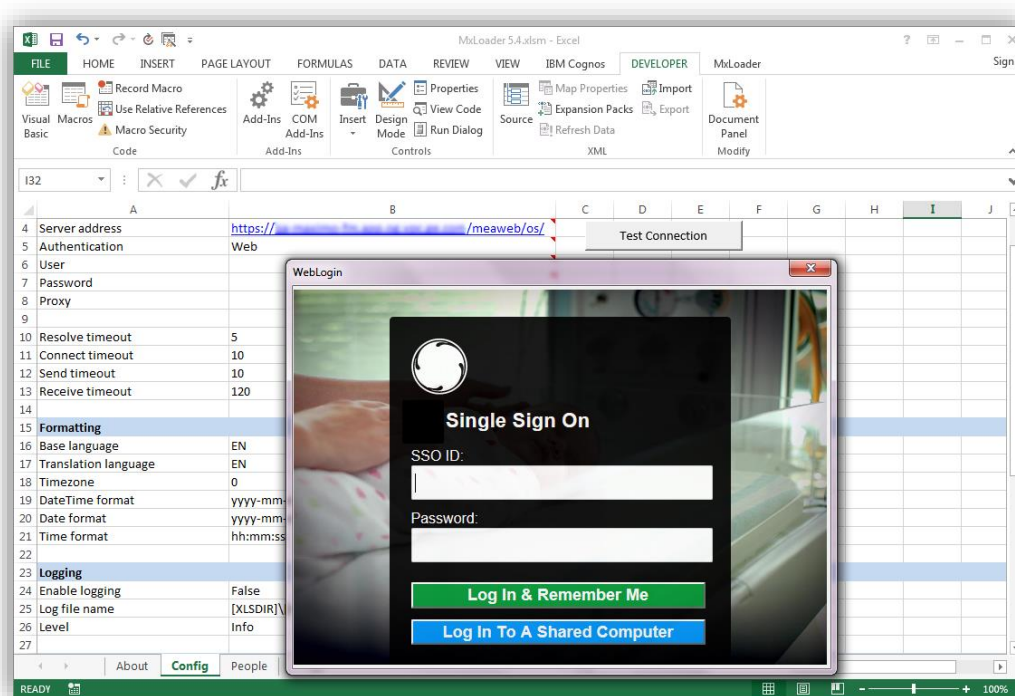 MxLoader 5.4.xlsm - Excel
FILE HOME INSERT PAGE LAYOUT FORMULAS DATA REVIEW VIEW IBM Cognos DEVELOPER MxLoader Sign
Visual Basic
Macros
Record Macro
Use Relative References
Macro Security
Code
Add-Ins
COM Add-Ins
Add-Ins
Insert
Design Mode
Properties
View Code
Run Dialog
Controls
Source
Map Properties
Expansion Packs
Refresh Data
Import
Export
XML
Document Panel
Modify
I32
fx
A B C D E F G H I J
4 Server address https:// /meaweb/os/
Test Connection
5 Authentication Web
6 User
7 Password
8 Proxy
9
10 Resolve timeout 5
11 Connect timeout 10
12 Send timeout 10
13 Receive timeout 120
14
15 Formatting
16 Base language EN
17 Translation language EN
18 Timezone 0
19 DateTime format yyyy-mm-
20 Date format yyyy-mm-
21 Time format hh:mm:ss
22
23 Logging
24 Enable logging False
25 Log file name [XLSDIR]\
26 Level Info
27
WebLogin
Single Sign On
SSO ID:
Password:
Log In & Remember Me
Log In To A Shared Computer
About Config People
READY 100%